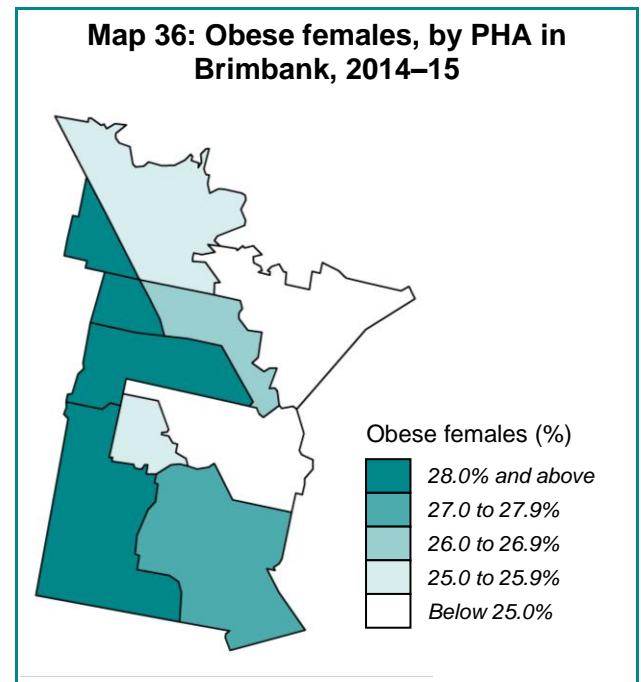 Map 36: Obese females, by PHA in
Brimbank, 2014–15
Obese females (%)
28.0% and above
27.0 to 27.9%
26.0 to 26.9%
25.0 to 25.9%
Below 25.0%